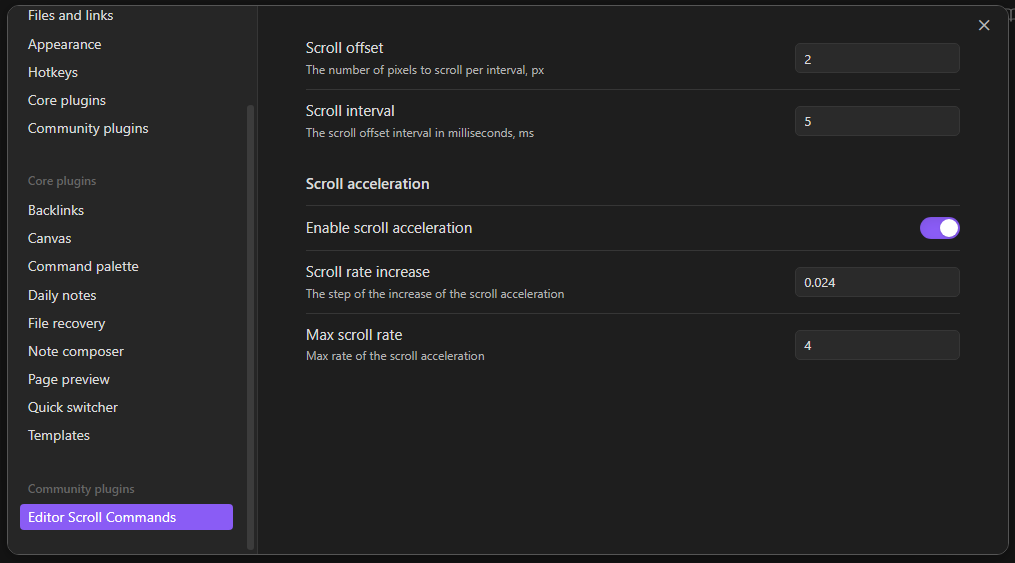 Files and links
Appearance
Hotkeys
Core plugins
Community plugins
Core plugins
Backlinks
Canvas
Command palette
Daily notes
File recovery
Note composer
Page preview
Quick switcher
Templates
Community plugins
Editor Scroll Commands
Scroll offset
The number of pixels to scroll per interval, px
2
Scroll interval
The scroll offset interval in milliseconds, ms
5
Scroll acceleration
Enable scroll acceleration
Scroll rate increase
The step of the increase of the scroll acceleration
0.024
Max scroll rate
Max rate of the scroll acceleration
4